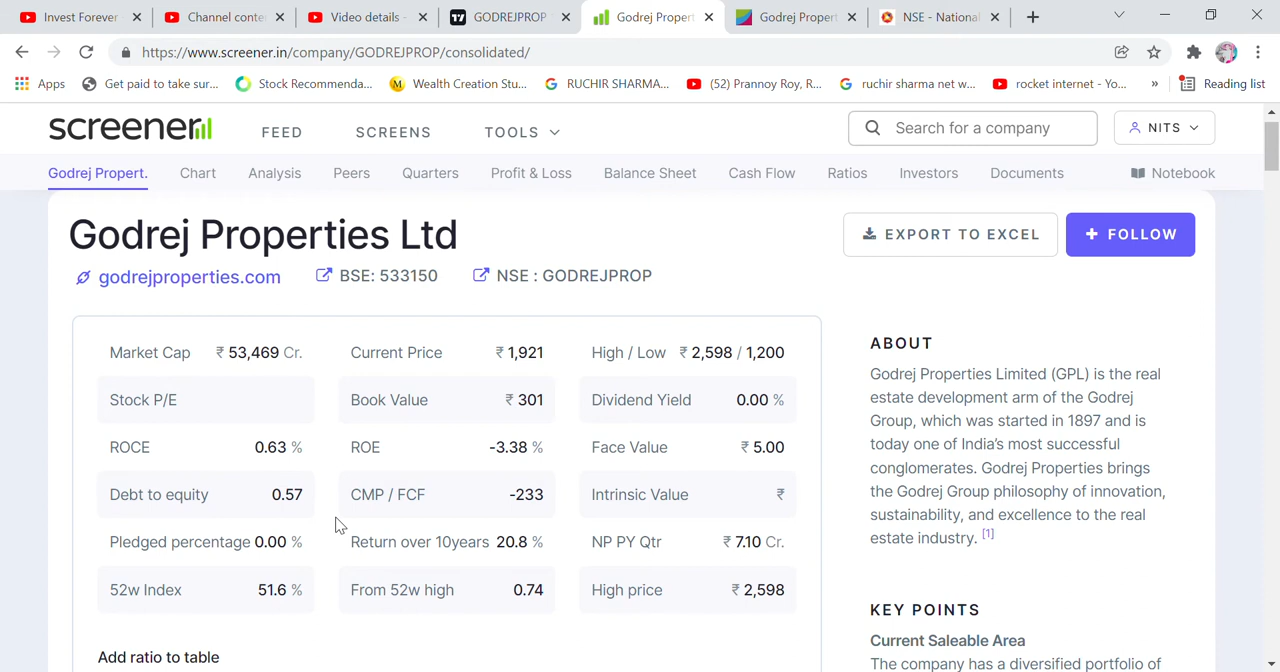 Invest Forever
Channel conte
Video details -
GODREJPROP
Godrej Propert
Godrej Propert
NSE - National
https://www.screener.in/company/GODREJPROP/consolidated/
Apps
Get paid to take sur...
Stock Recommenda...
Wealth Creation Stu...
RUCHIR SHARMA...
(52) Prannoy Roy, R...
ruchir sharma net w...
rocket internet - Yo...
»
Reading list
screener
FEED
SCREENS
TOOLS
Search for a company
NITS
Godrej Propert.
Chart
Analysis
Peers
Quarters
Profit & Loss
Balance Sheet
Cash Flow
Ratios
Investors
Documents
Notebook
Godrej Properties Ltd
EXPORT TO EXCEL
+ FOLLOW
godrejproperties.com
BSE: 533150
NSE : GODREJPROP
Market Cap ₹ 53,469 Cr.
Current Price ₹ 1,921
High / Low ₹ 2,598 / 1,200
Stock P/E
Book Value ₹ 301
Dividend Yield 0.00 %
ROCE 0.63 %
ROE -3.38 %
Face Value ₹ 5.00
Debt to equity 0.57
CMP / FCF -233
Intrinsic Value ₹
Pledged percentage 0.00 %
Return over 10years 20.8 %
NP PY Qtr ₹ 7.10 Cr.
52w Index 51.6 %
From 52w high 0.74
High price ₹ 2,598
Add ratio to table
ABOUT
Godrej Properties Limited (GPL) is the real
estate development arm of the Godrej
Group, which was started in 1897 and is
today one of India's most successful
conglomerates. Godrej Properties brings
the Godrej Group philosophy of innovation,
sustainability, and excellence to the real
estate industry. [1]
KEY POINTS
Current Saleable Area
The company has a diversified portfolio of